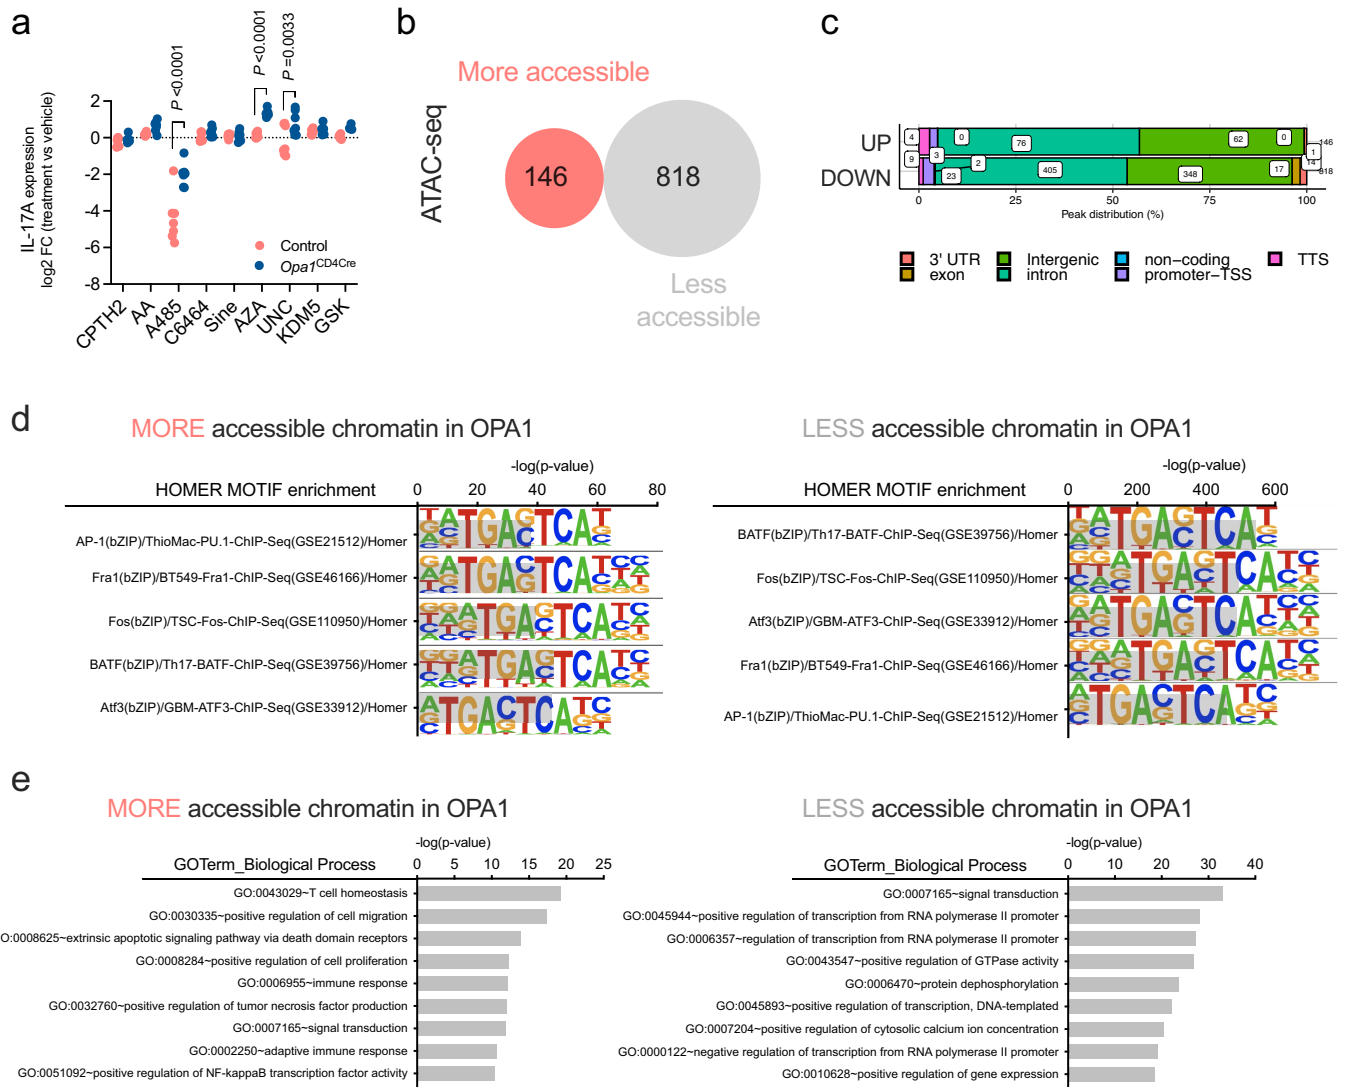 a
IL-17A expression
log2 FC (treatment vs vehicle)
2
0
-2
-4
-6
-8
P <0.0001
P <0.0001
P =0.0033
Control
Opa1CD4Cre
CPTH2
AA
A485
C6464
Sine
AZA
UNC
KDM5
GSK
b
More accessible
ATAC-seq
146
818
Less
accessible
c
UP
DOWN
4
0
76
62
0
146
9
3
2
1
14
23
405
348
17
818
0
25
50
75
100
Peak distribution (%)
3' UTR
Intergenic
non-coding
TTS
exon
intron
promoter-TSS
d
MORE accessible chromatin in OPA1
-log(p-value)
HOMER MOTIF enrichment
0
20
40
60
80
AP-1(bZIP)/ThioMac-PU.1-ChIP-Seq(GSE21512)/Homer
Fra1(bZIP)/BT549-Fra1-ChIP-Seq(GSE46166)/Homer
Fos(bZIP)/TSC-Fos-ChIP-Seq(GSE110950)/Homer
BATF(bZIP)/Th17-BATF-ChIP-Seq(GSE39756)/Homer
Atf3(bZIP)/GBM-ATF3-ChIP-Seq(GSE33912)/Homer
LESS accessible chromatin in OPA1
-log(p-value)
HOMER MOTIF enrichment
0
200
400
600
BATF(bZIP)/Th17-BATF-ChIP-Seq(GSE39756)/Homer
Fos(bZIP)/TSC-Fos-ChIP-Seq(GSE110950)/Homer
Atf3(bZIP)/GBM-ATF3-ChIP-Seq(GSE33912)/Homer
Fra1(bZIP)/BT549-Fra1-ChIP-Seq(GSE46166)/Homer
AP-1(bZIP)/ThioMac-PU.1-ChIP-Seq(GSE21512)/Homer
e
MORE accessible chromatin in OPA1
-log(p-value)
GOTerm_Biological Process
0
5
10
15
20
25
GO:0043029~T cell homeostasis
GO:0030335~positive regulation of cell migration
O:0008625~extrinsic apoptotic signaling pathway via death domain receptors
GO:0008284~positive regulation of cell proliferation
GO:0006955~immune response
GO:0032760~positive regulation of tumor necrosis factor production
GO:0007165~signal transduction
GO:0002250~adaptive immune response
GO:0051092~positive regulation of NF-kappaB transcription factor activity
LESS accessible chromatin in OPA1
-log(p-value)
GOTerm_Biological Process
0
10
20
30
40
GO:0007165~signal transduction
GO:0045944~positive regulation of transcription from RNA polymerase II promoter
GO:0006357~regulation of transcription from RNA polymerase II promoter
GO:0043547~positive regulation of GTPase activity
GO:0006470~protein dephosphorylation
GO:0045893~positive regulation of transcription, DNA-templated
GO:0007204~positive regulation of cytosolic calcium ion concentration
GO:0000122~negative regulation of transcription from RNA polymerase II promoter
GO:0010628~positive regulation of gene expression